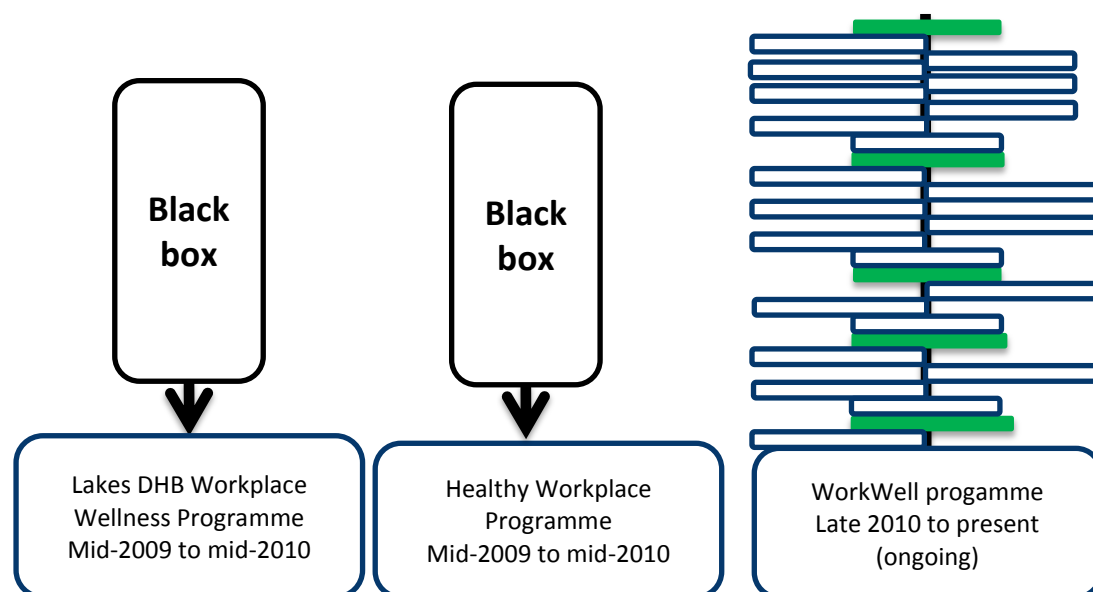 Black
box
Black
box
Lakes DHB Workplace
Wellness Programme
Mid-2009 to mid-2010
Healthy Workplace
Programme
Mid-2009 to mid-2010
WorkWell progamme
Late 2010 to present
(ongoing)